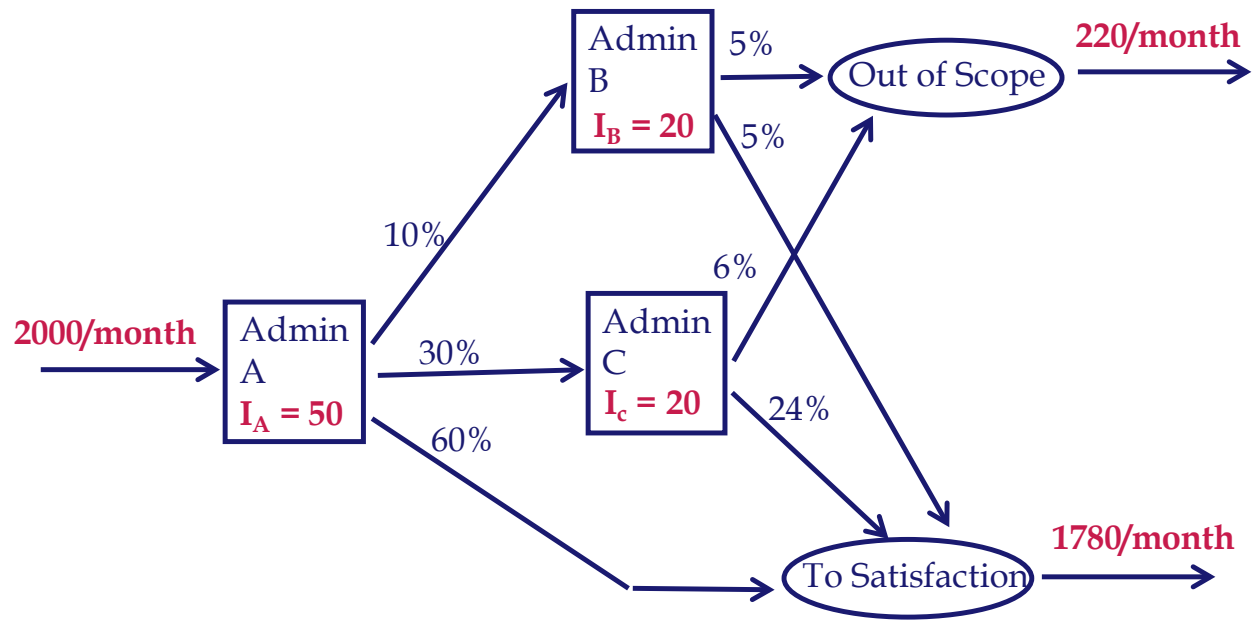 Admin
B
I_B = 20
5%
Out of Scope
220/month
5%
10%
6%
2000/month
Admin
A
I_A = 50
30%
Admin
C
I_c = 20
24%
60%
To Satisfaction
1780/month